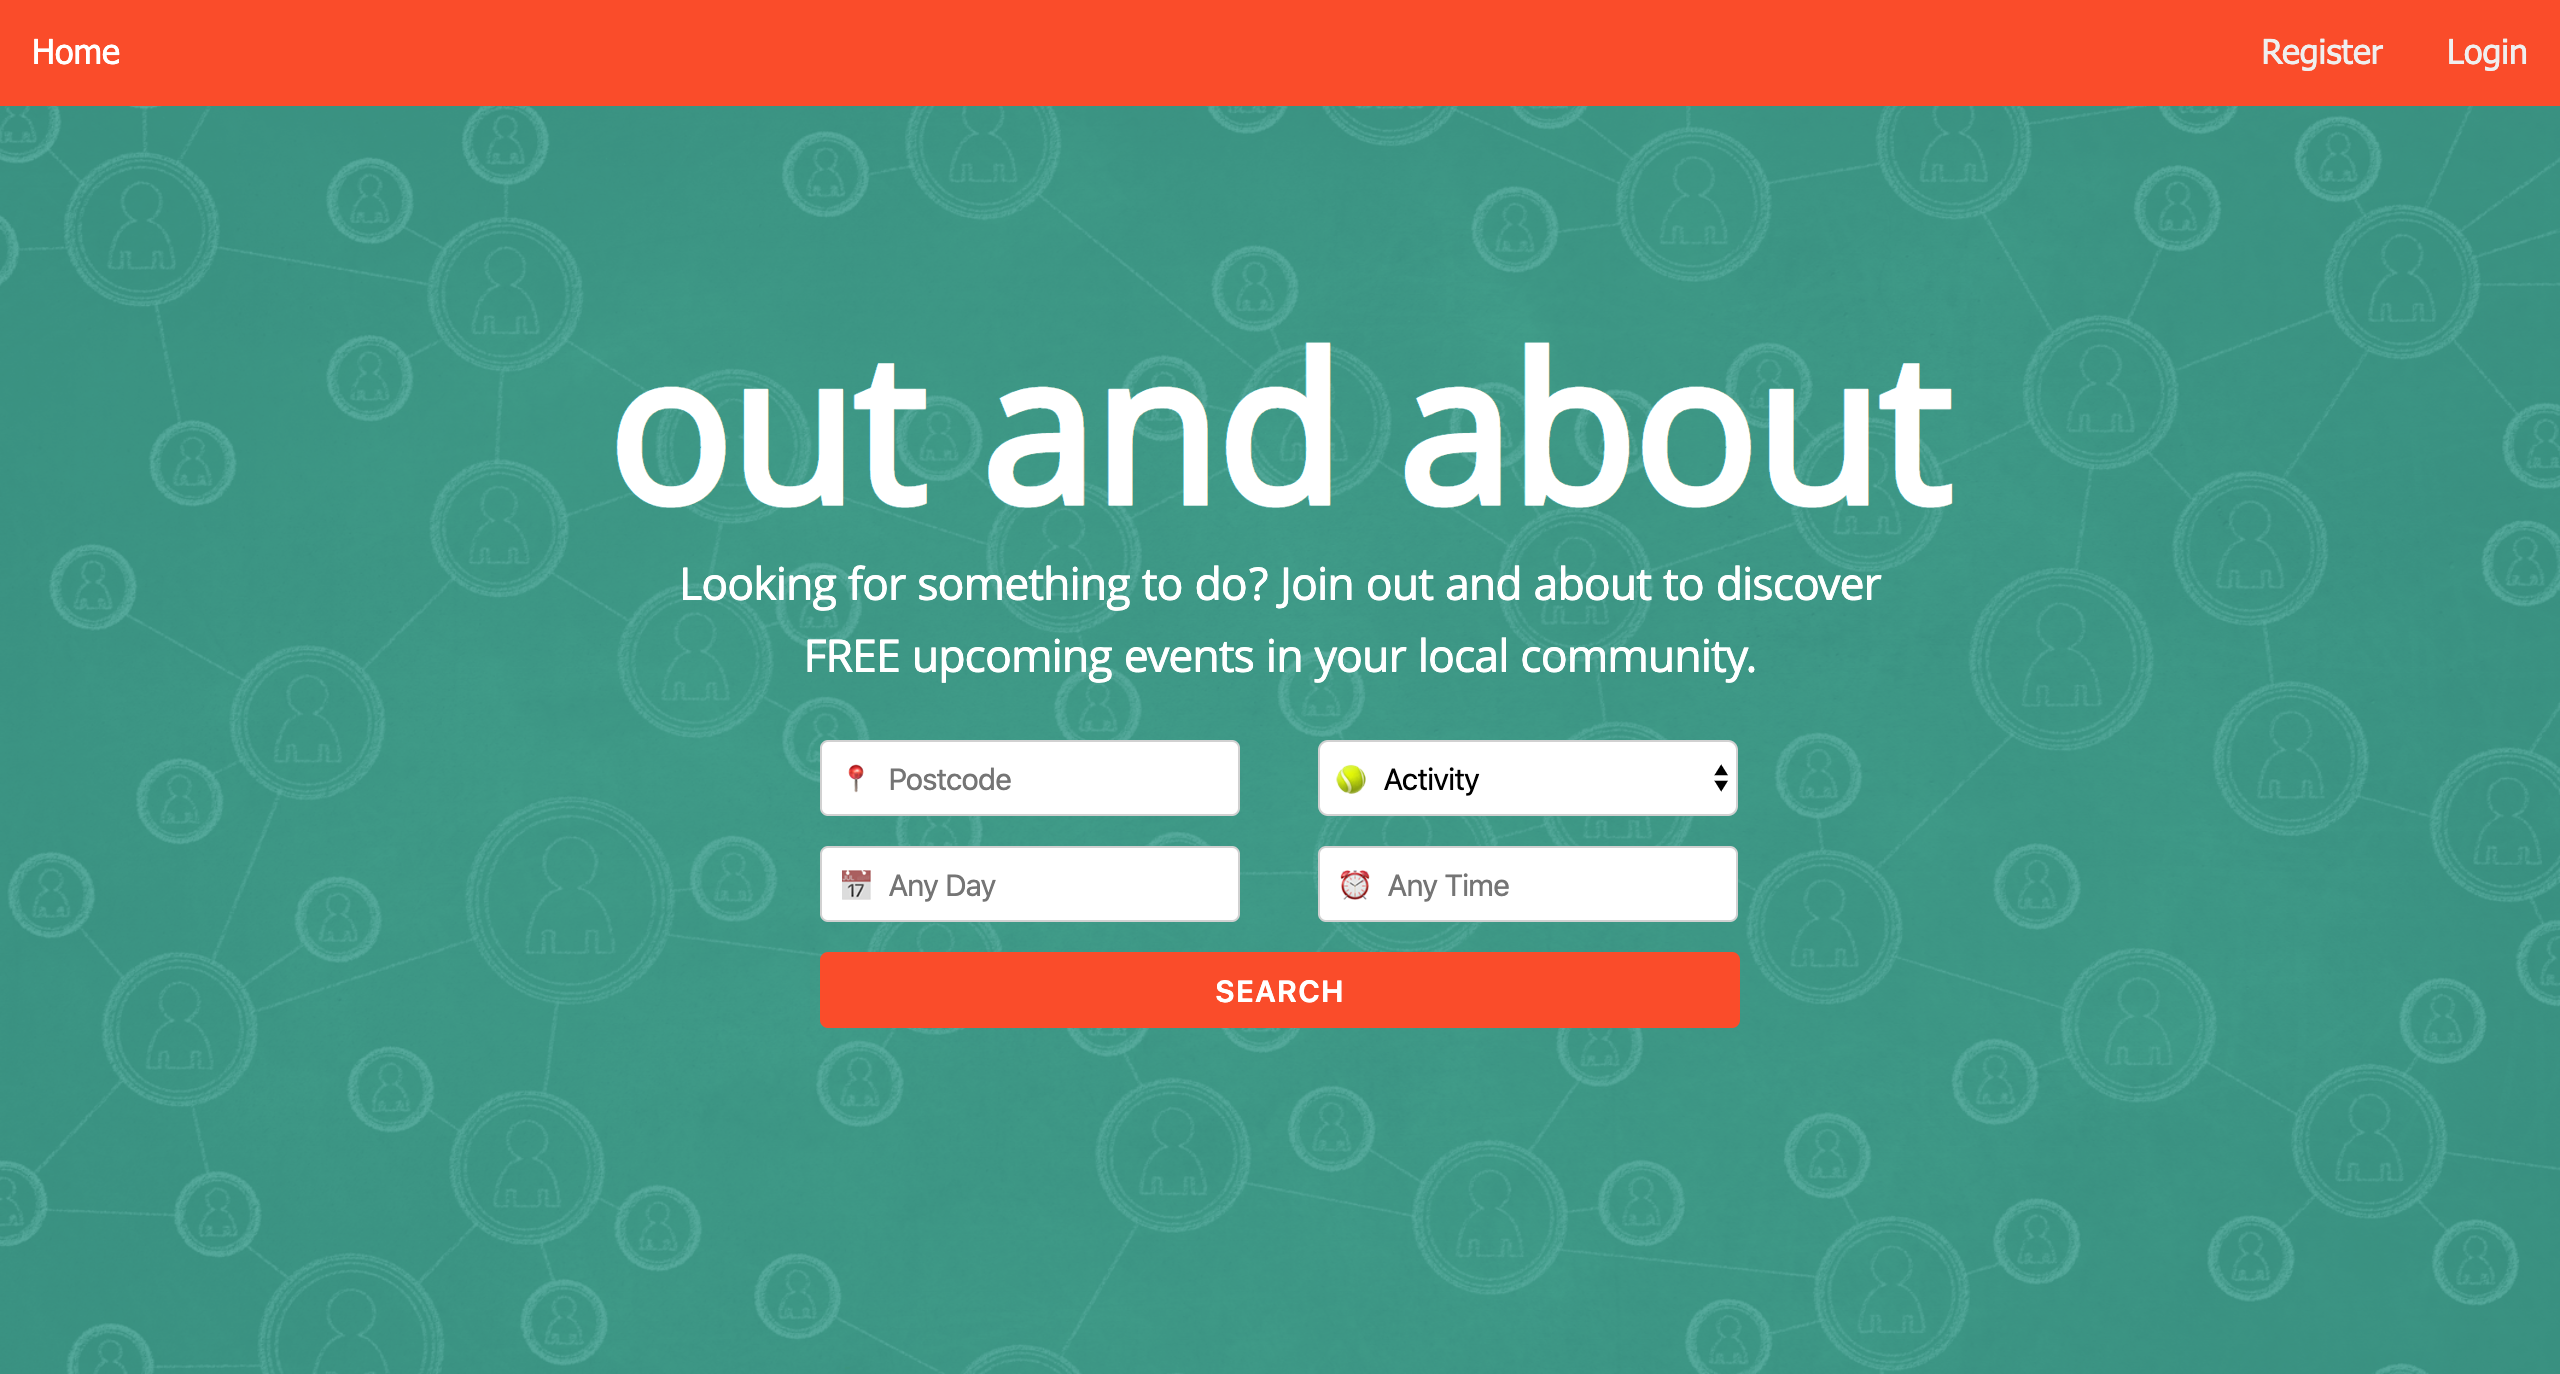 Home Register Login
out and about
Looking for something to do? Join out and about to discover
FREE upcoming events in your local community.
Postcode
Activity
17 Any Day
Any Time
SEARCH